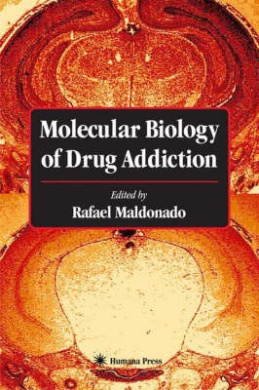 Molecular Biology
of Drug Addiction
Edited by
Rafael Maldonado
Humana Press